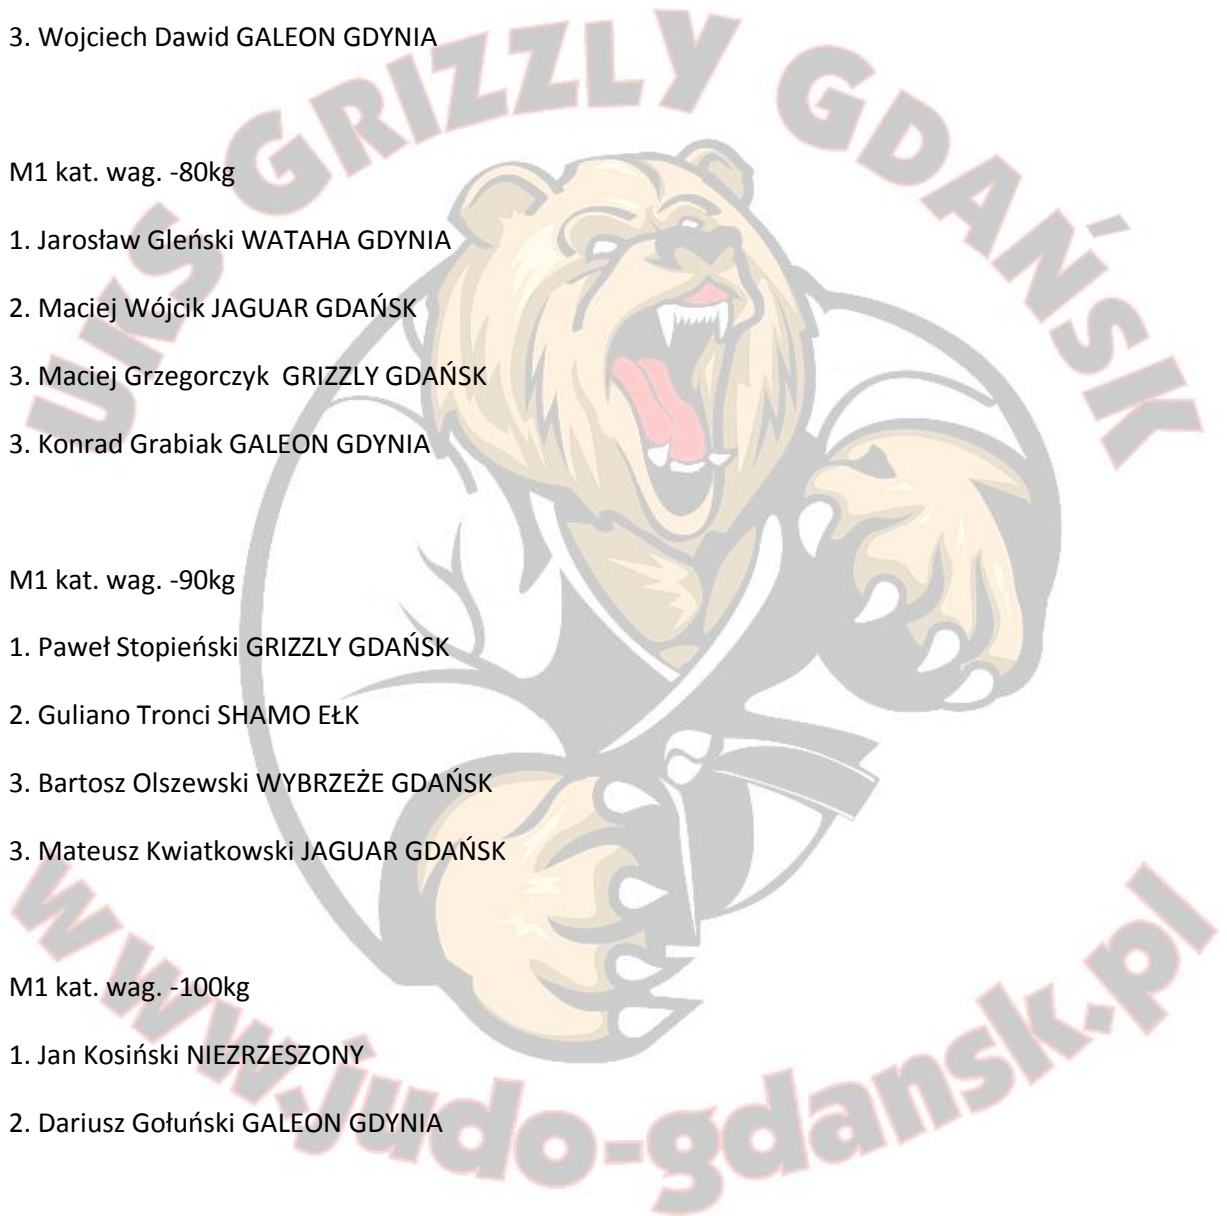 3. Wojciech Dawid GALEON GDYNIA
UKS GRIZZLY GDAŃSK
M1 kat. wag. -80kg
1. Jarosław Gleński WATAHA GDYNIA
2. Maciej Wójcik JAGUAR GDAŃSK
3. Maciej Grzegorczyk  GRIZZLY GDAŃSK
3. Konrad Grabiak GALEON GDYNIA
M1 kat. wag. -90kg
1. Paweł Stopieński GRIZZLY GDAŃSK
2. Guliano Tronci SHAMO EŁK
3. Bartosz Olszewski WYBRZEŻE GDAŃSK
3. Mateusz Kwiatkowski JAGUAR GDAŃSK
M1 kat. wag. -100kg
1. Jan Kosiński NIEZRZESZONY
2. Dariusz Gołuński GALEON GDYNIA
www.judo-gdansk.pl